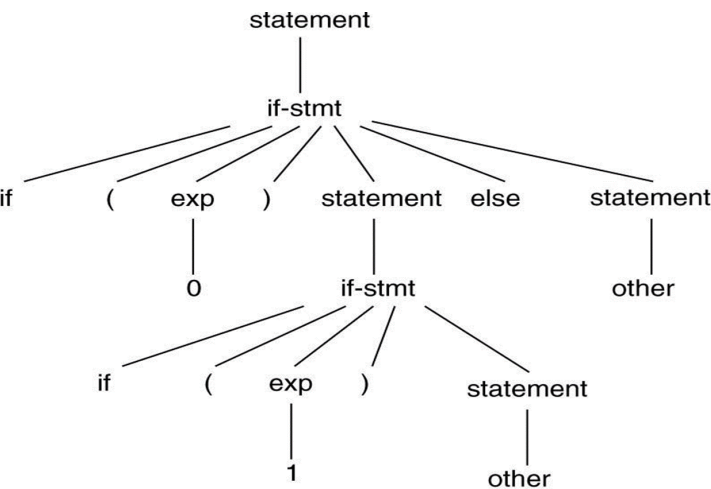 statement
if-stmt
if ( exp ) statement else statement
0 if-stmt other
if ( exp ) statement
1 other